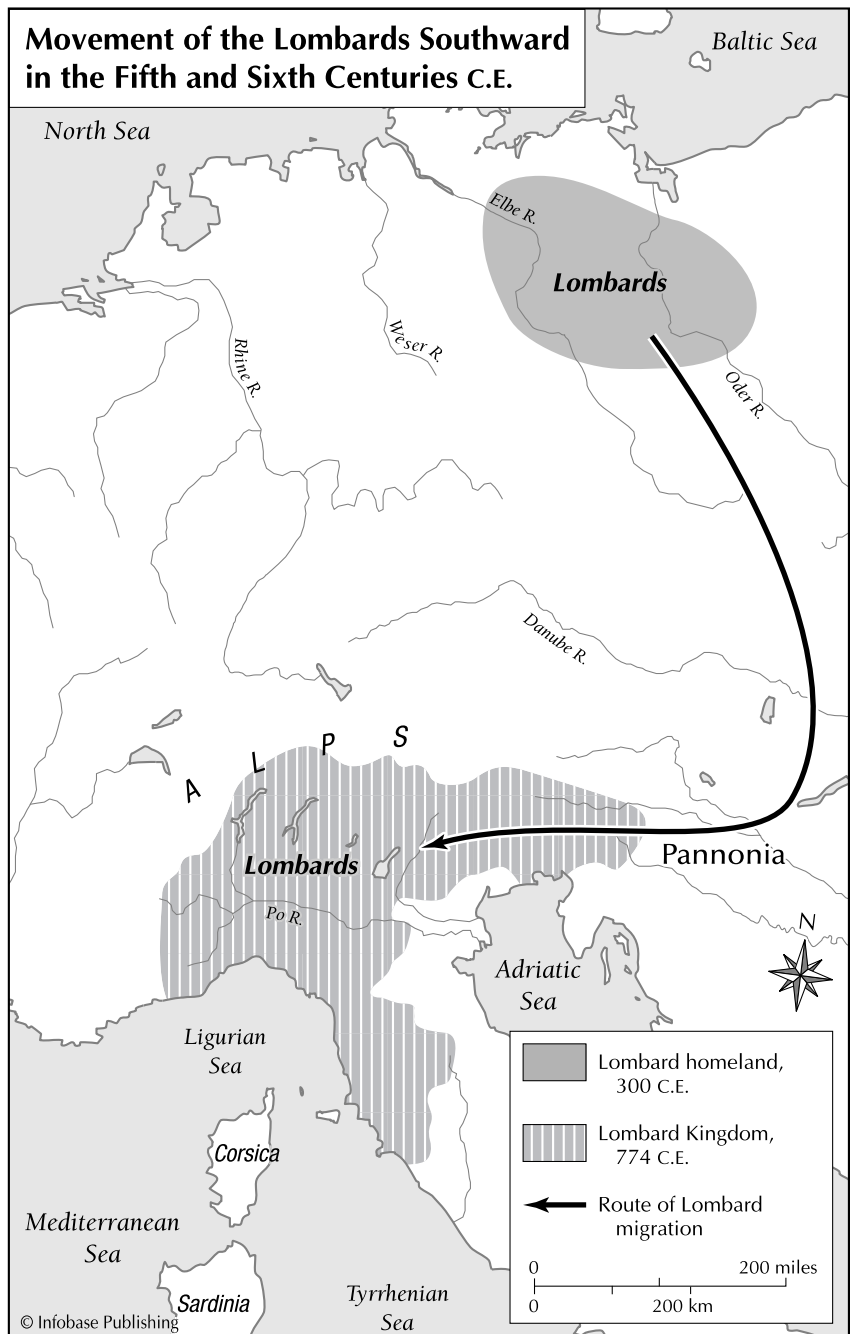 Movement of the Lombards Southward
in the Fifth and Sixth Centuries C.E.
Baltic Sea
North Sea
Elbe R.
Lombards
Weser R.
Rhine R.
Oder R.
Danube R.
A L P S
Lombards
Pannonia
Po R.
N
Adriatic
Sea
Ligurian
Sea
Lombard homeland,
300 C.E.
Lombard Kingdom,
774 C.E.
Corsica
Route of Lombard
migration
Mediterranean
Sea
0 200 miles
0 200 km
Tyrrhenian
Sea
Sardinia
© Infobase Publishing